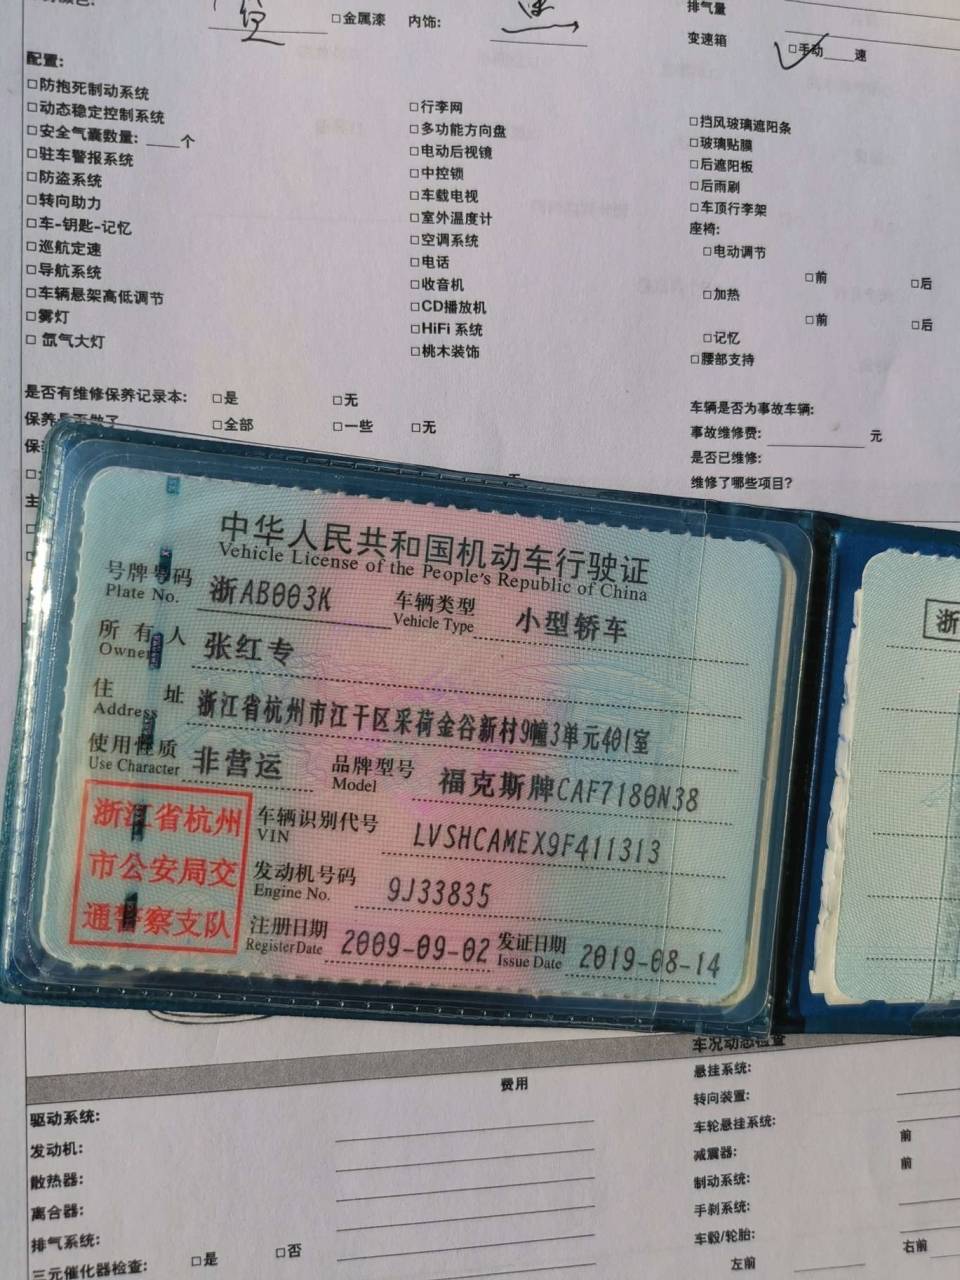 □金属漆 内饰:
排气量
变速箱 □手动 速
配置:
□防抱死制动系统
□动态稳定控制系统
□安全气囊数量: 个
□驻车警报系统
□防盗系统
□转向助力
□车-钥匙-记忆
□巡航定速
□导航系统
□车辆悬架高低调节
□雾灯
□ 氙气大灯
□行李网
□多功能方向盘
□电动后视镜
□中控锁
□车载电视
□室外温度计
□空调系统
□电话
□收音机
□CD播放机
□HiFi 系统
□桃木装饰
□挡风玻璃遮阳条
□玻璃贴膜
□后遮阳板
□后雨刷
□车顶行李架
座椅:
□电动调节
□前 □后
□加热
□前 □后
□记忆
□腰部支持
是否有维修保养记录本: □是 □无
□全部 □一些 □无
车辆是否为事故车辆:
事故维修费: 元
是否已维修:
维修了哪些项目?
中华人民共和国机动车行驶证
Vehicle License of the People's Republic of China
号牌号码 浙AB003K 车辆类型 小型轿车
Plate No. Vehicle Type
所有人 张红专
Owner
住址 浙江省杭州市江干区采荷金谷新村9幢3单元401室
Address
使用性质 非营运 品牌型号 福克斯牌CAF7180N38
Use Character Model
浙江省杭州
市公安局交
通警察支队
车辆识别代号 LVSHCAMEX9F411313
VIN
发动机号码 9J33835
Engine No.
注册日期 2009-09-02 发证日期 2019-08-14
Register Date Issue Date
浙
费用
驱动系统:
发动机:
散热器:
离合器:
排气系统:
三元催化器检查: □是 □否
车况动态检查
悬挂系统:
转向装置:
车轮悬挂系统:
前
减震器:
前
制动系统:
手刹系统:
车毂/轮胎:
左前 右前